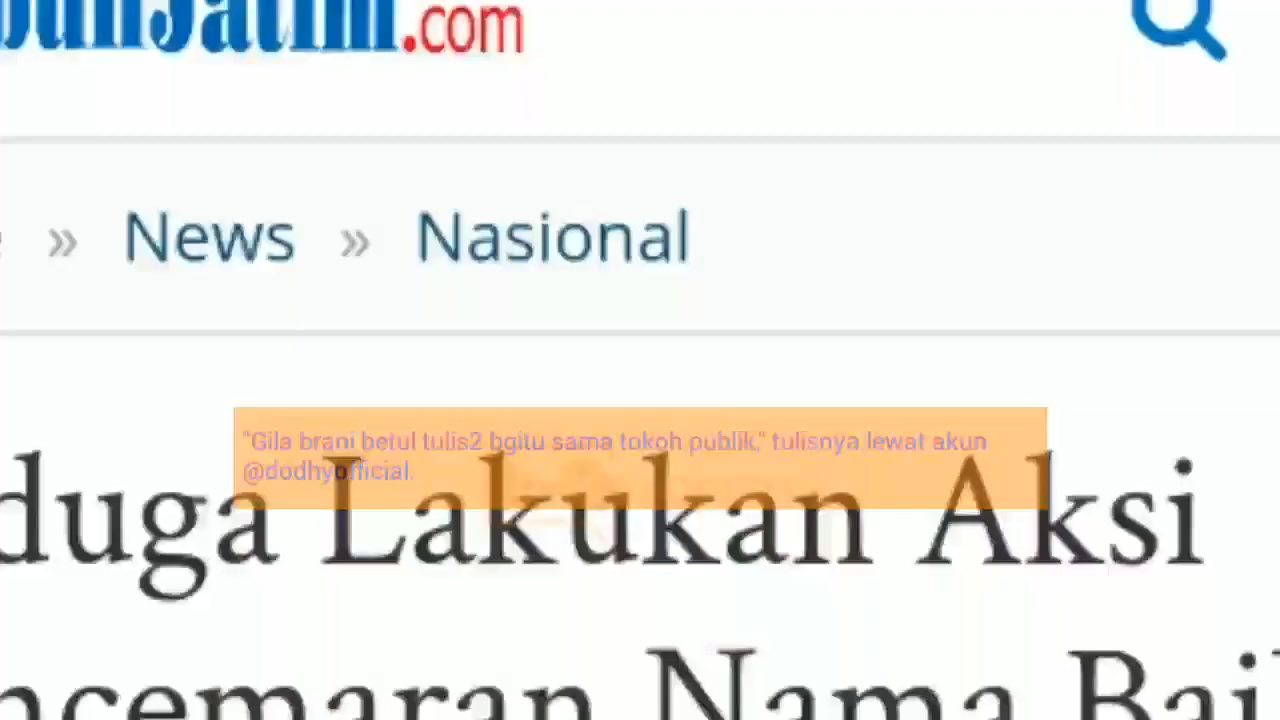 .com
» News » Nasional
"Gila brani betul tulis2 bgitu sama tokoh publik," tulisnya lewat akun
@dodhyofficial.
duga Lakukan Aksi
ncemaran Nama Bai